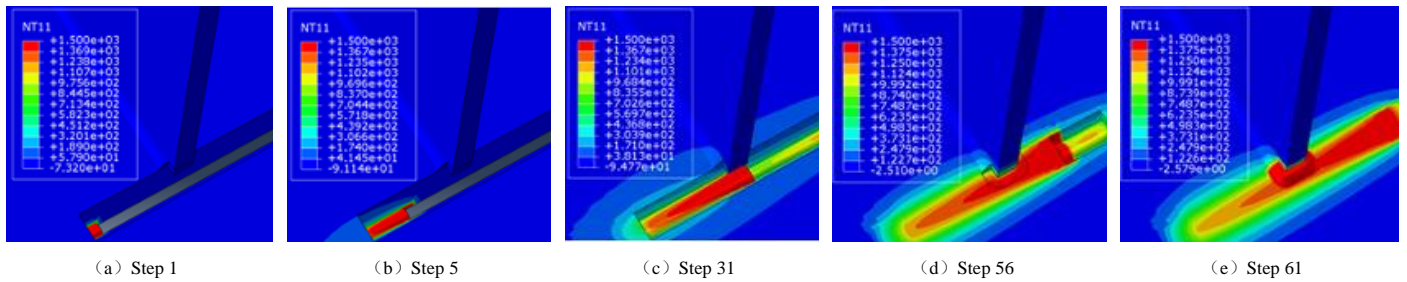 NT11
+1.500e+03
+1.369e+03
+1.238e+03
+1.107e+03
+9.756e+02
+8.445e+02
+7.134e+02
+5.823e+02
+4.512e+02
+3.201e+02
+1.890e+02
+5.790e+01
-7.320e+01
NT11
+1.500e+03
+1.367e+03
+1.235e+03
+1.102e+03
+9.696e+02
+8.370e+02
+7.044e+02
+5.718e+02
+4.392e+02
+3.066e+02
+1.740e+02
+4.145e+01
-9.114e+01
NT11
+1.500e+03
+1.367e+03
+1.234e+03
+1.101e+03
+9.684e+02
+8.355e+02
+7.026e+02
+5.697e+02
+4.368e+02
+3.039e+02
+1.710e+02
+3.813e+01
-9.477e+01
NT11
+1.500e+03
+1.375e+03
+1.250e+03
+1.124e+03
+9.992e+02
+8.740e+02
+7.487e+02
+6.235e+02
+4.983e+02
+3.731e+02
+2.479e+02
+1.227e+02
-2.510e+00
NT11
+1.500e+03
+1.375e+03
+1.250e+03
+1.124e+03
+9.991e+02
+8.739e+02
+7.487e+02
+6.235e+02
+4.983e+02
+3.731e+02
+2.479e+02
+1.226e+02
-2.579e+00
（a）Step 1
（b）Step 5
（c）Step 31
（d）Step 56
（e）Step 61